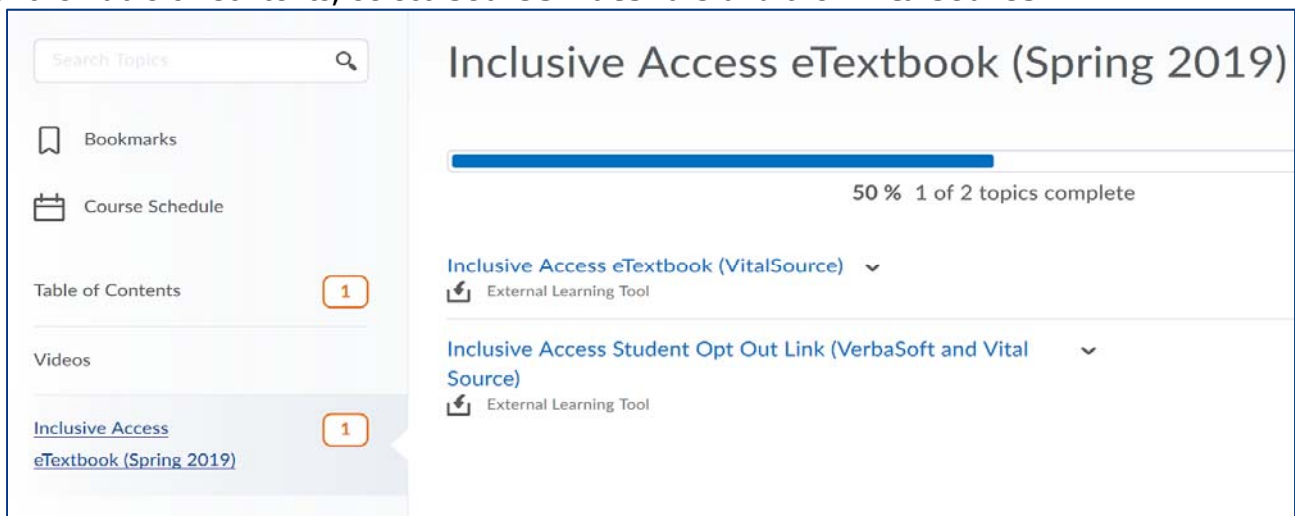 Search Topics
Bookmarks
Course Schedule
Table of Contents
1
Videos
Inclusive Access
eTextbook (Spring 2019)
1
Inclusive Access eTextbook (Spring 2019)
50 % 1 of 2 topics complete
Inclusive Access eTextbook (VitalSource)
External Learning Tool
Inclusive Access Student Opt Out Link (VerbaSoft and Vital
Source)
External Learning Tool